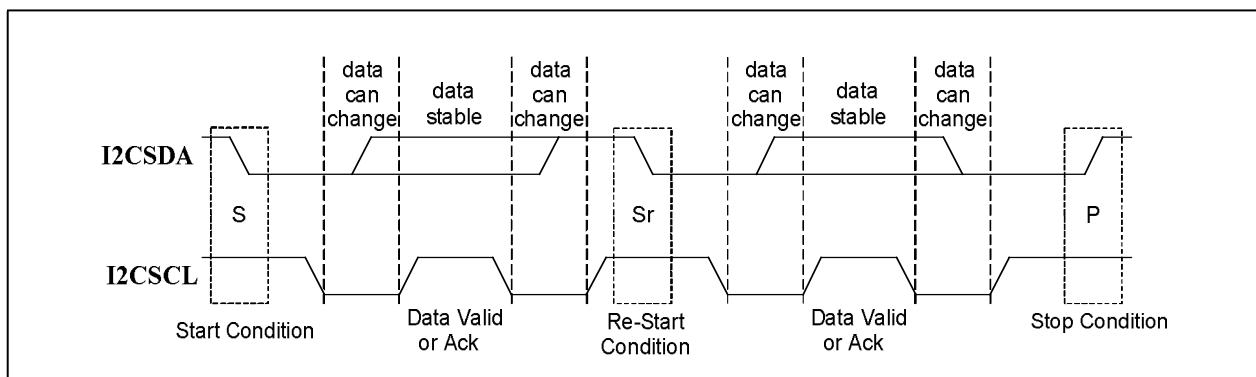 data
can
change
data
stable
data
can
change
data
can
change
data
stable
data
can
change
I2CSDA
S
Sr
P
I2CSCL
Start Condition
Data Valid
or Ack
Re-Start
Condition
Data Valid
or Ack
Stop Condition